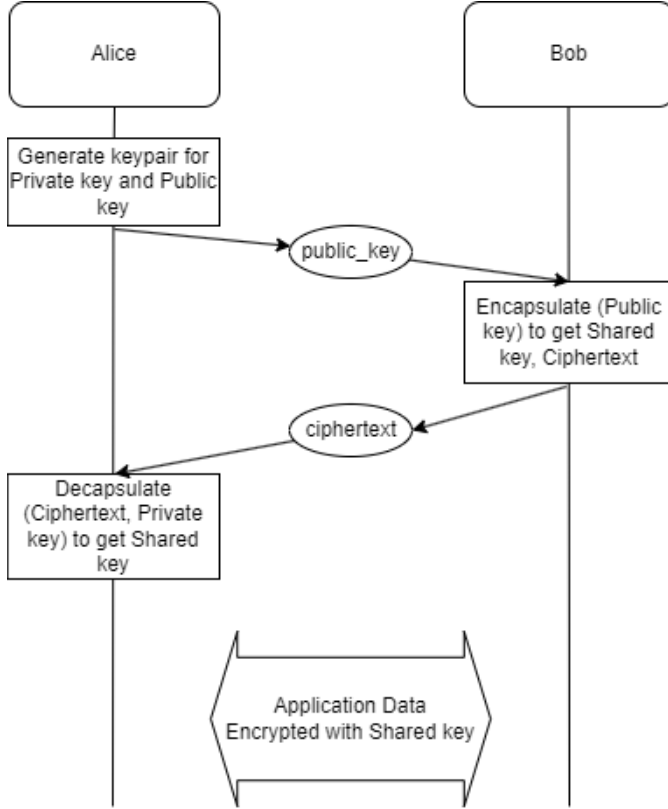 Alice
Bob
Generate keypair for
Private key and Public
key
public_key
Encapsulate (Public
key) to get Shared
key, Ciphertext
ciphertext
Decapsulate
(Ciphertext, Private
key) to get Shared
key
Application Data
Encrypted with Shared key